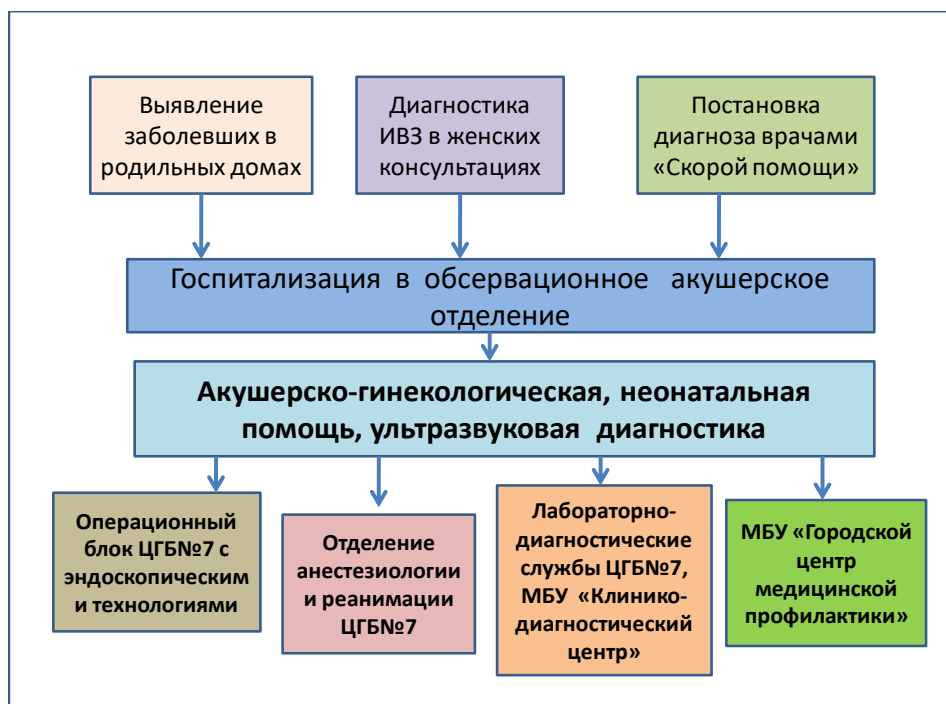 Выявление
заболевших в
родильных домах
Диагностика
ИВЗ в женских
консультациях
Постановка
диагноза врачами
«Скорой помощи»
Госпитализация в обсервационное акушерское
отделение
Акушерско-гинекологическая, неонатальная
помощь, ультразвуковая диагностика
Операционный
блок ЦГБ№7 с
эндоскопическим
и технологиями
Отделение
анестезиологии
и реанимации
ЦГБ№7
Лабораторно-
диагностические
службы ЦГБ№7,
МБУ «Клинико-
диагностический
центр»
МБУ «Городской
центр
медицинской
профилактики»